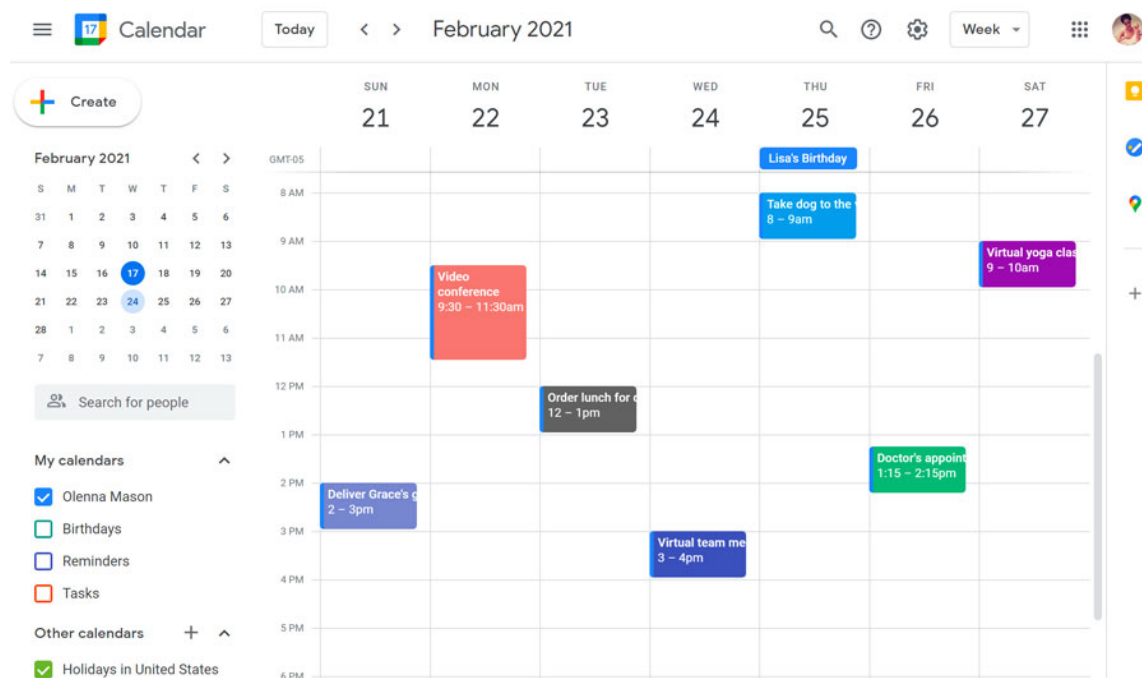 17 Calendar Today February 2021 Week
Create
SUN MON TUE WED THU FRI SAT
21 22 23 24 25 26 27
February 2021
GMT-05
Lisa's Birthday
S M T W T F S
31 1 2 3 4 5 6
7 8 9 10 11 12 13
14 15 16 17 18 19 20
21 22 23 24 25 26 27
28 1 2 3 4 5 6
7 8 9 10 11 12 13
Search for people
My calendars
Olenna Mason
Birthdays
Reminders
Tasks
Other calendars
Holidays in United States
8 AM
9 AM
10 AM
11 AM
12 PM
1 PM
2 PM
3 PM
4 PM
5 PM
6 PM
Deliver Grace's g
2 – 3pm
Video
conference
9:30 – 11:30am
Order lunch for
12 – 1pm
Virtual team me
3 – 4pm
Take dog to the
8 – 9am
Doctor's appoint
1:15 – 2:15pm
Virtual yoga clas
9 – 10am